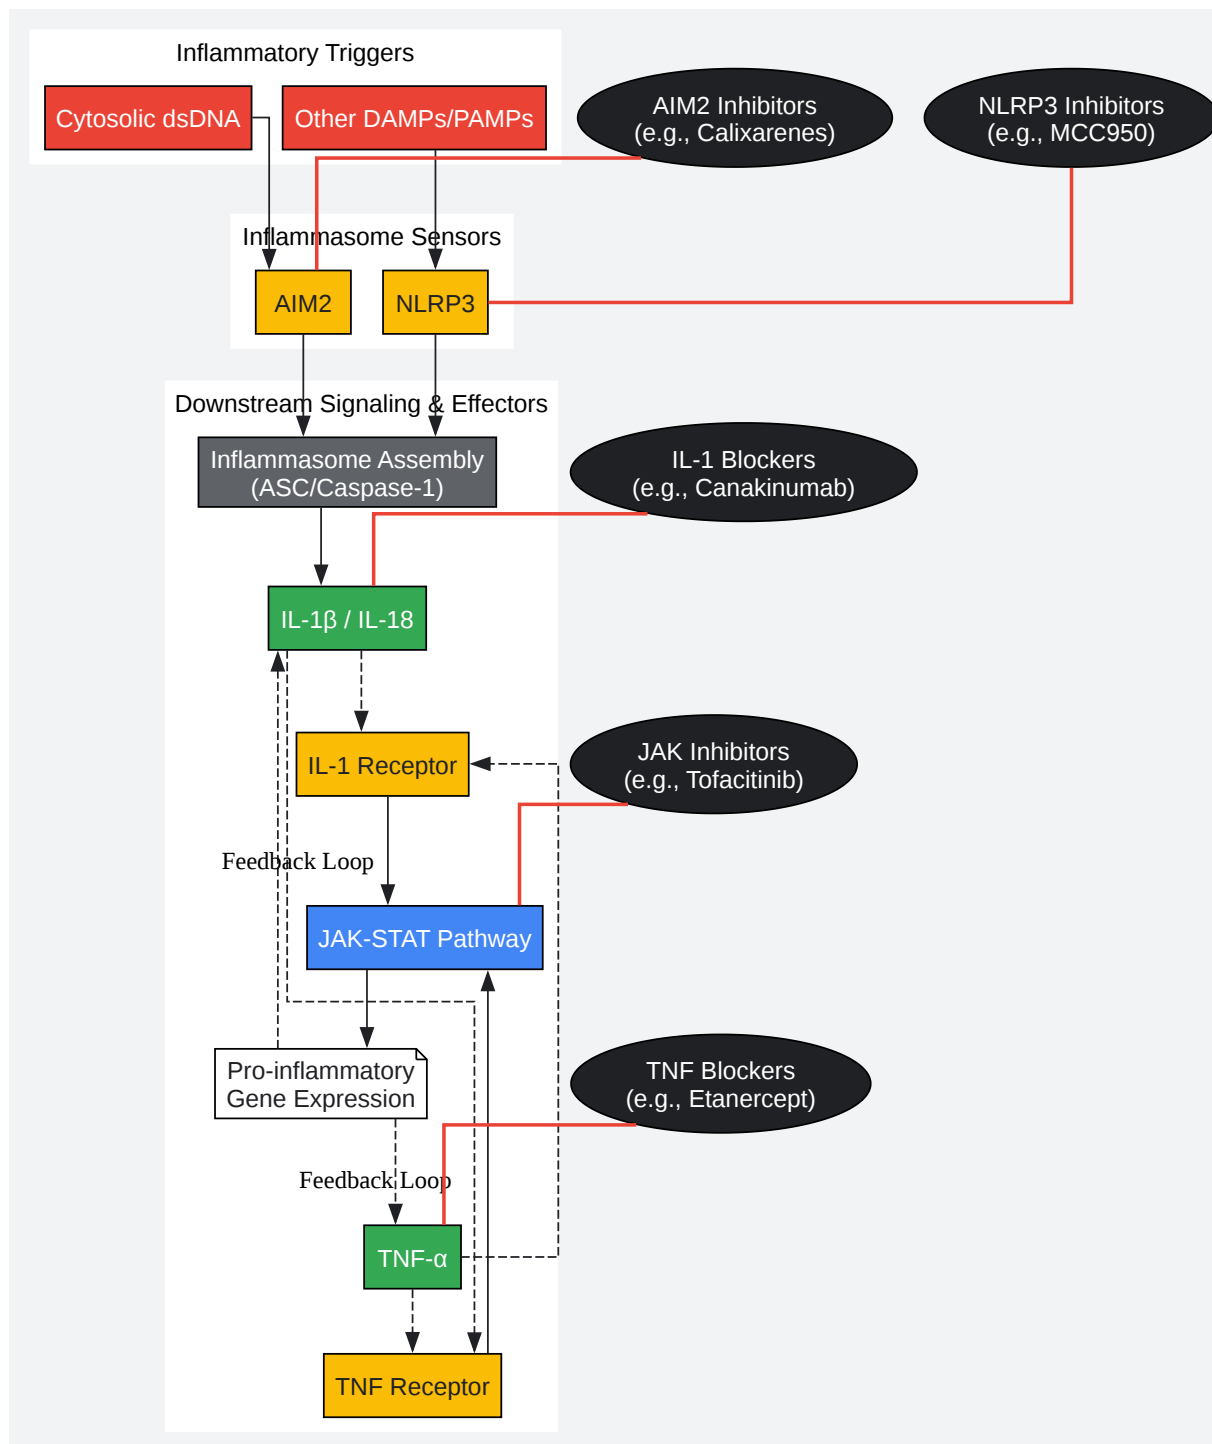 Inflammatory Triggers
Cytosolic dsDNA
Other DAMPs/PAMPs
AIM2 Inhibitors
(e.g., Calixarenes)
NLRP3 Inhibitors
(e.g., MCC950)
Inflammasome Sensors
AIM2
NLRP3
Downstream Signaling & Effectors
Inflammasome Assembly
(ASC/Caspase-1)
IL-1 Blockers
(e.g., Canakinumab)
IL-1β / IL-18
IL-1 Receptor
JAK Inhibitors
(e.g., Tofacitinib)
Feedback Loop
JAK-STAT Pathway
Pro-inflammatory
Gene Expression
TNF Blockers
(e.g., Etanercept)
Feedback Loop
TNF-α
TNF Receptor